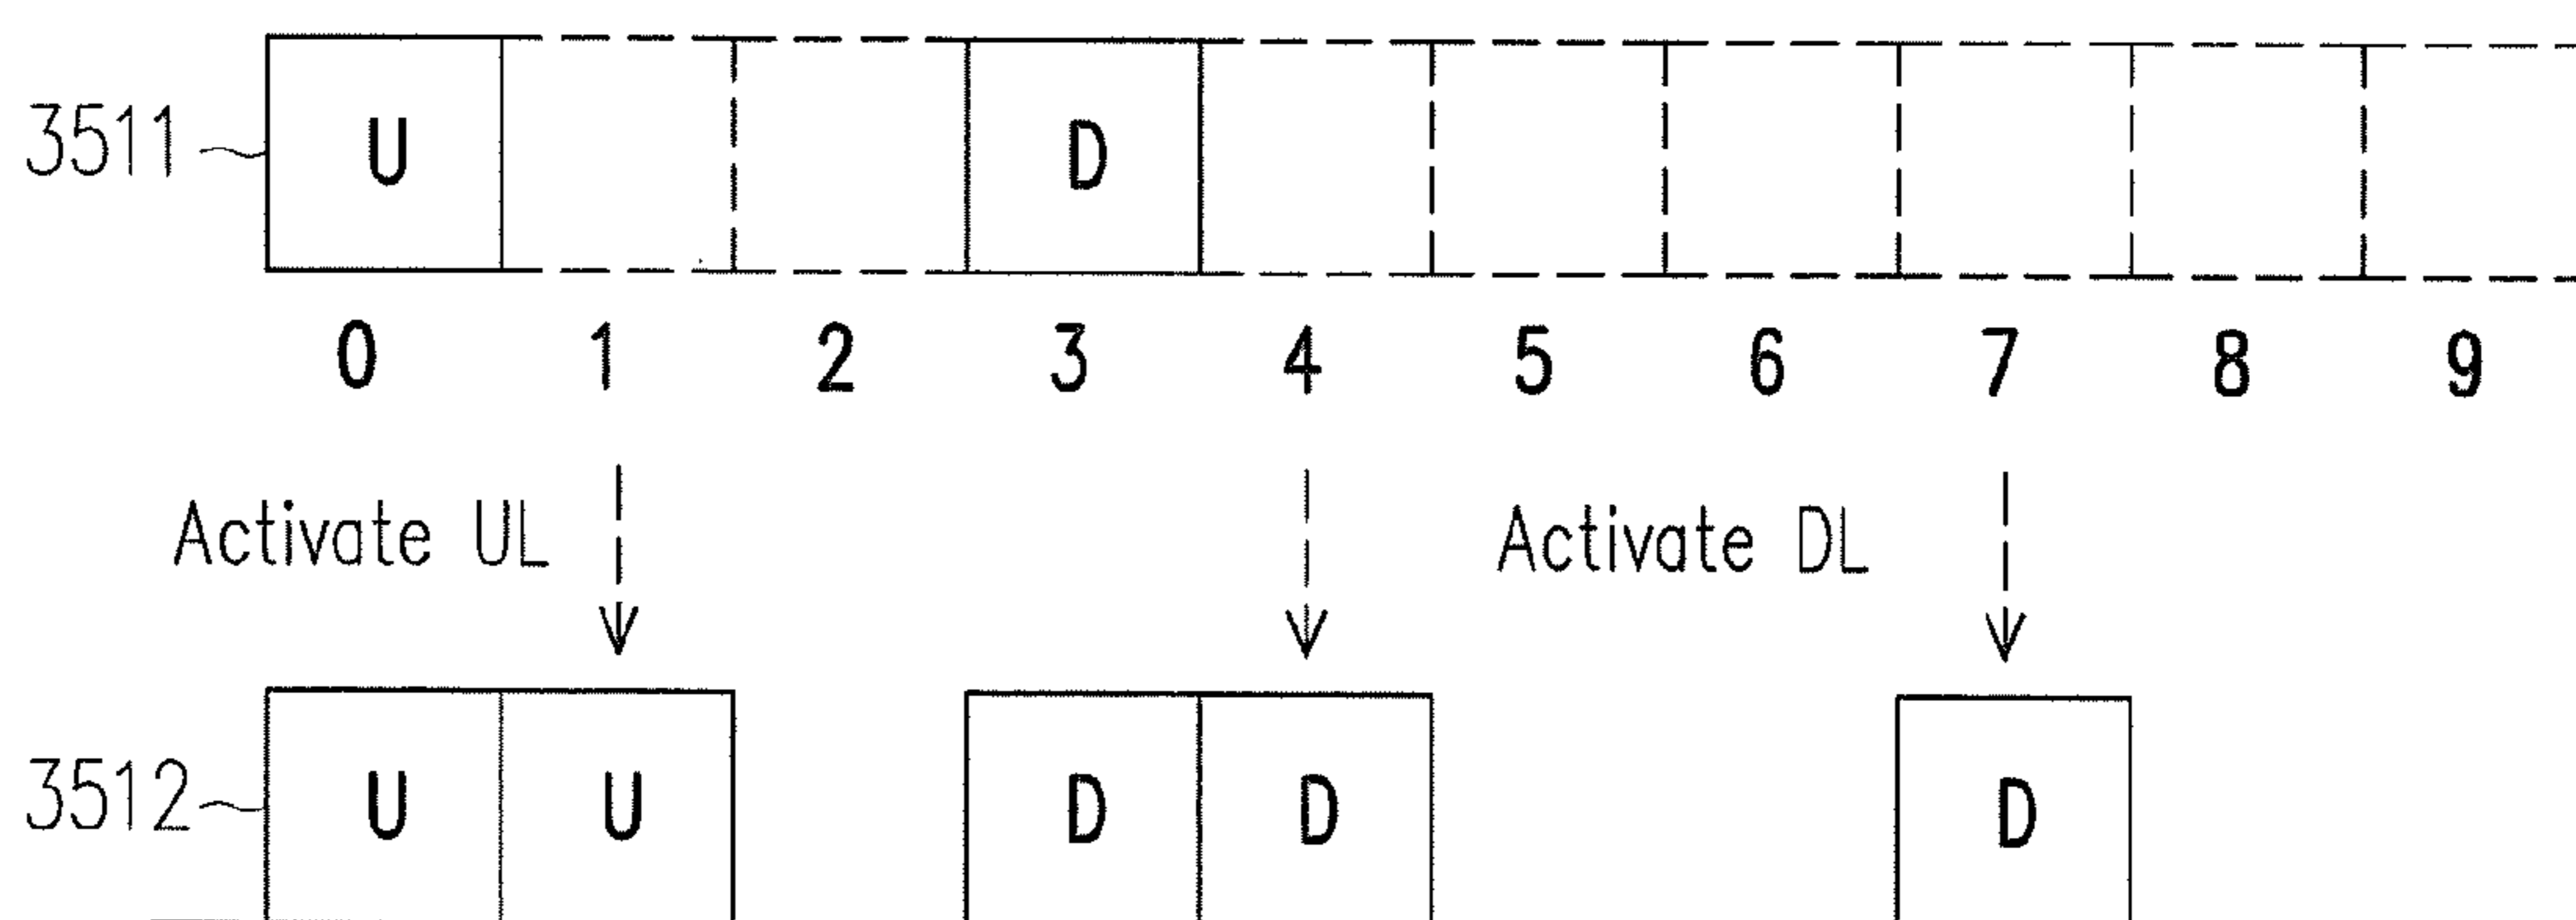 3511 U D
0 1 2 3 4 5 6 7 8 9
Activate UL Activate DL
3512 U U D D D